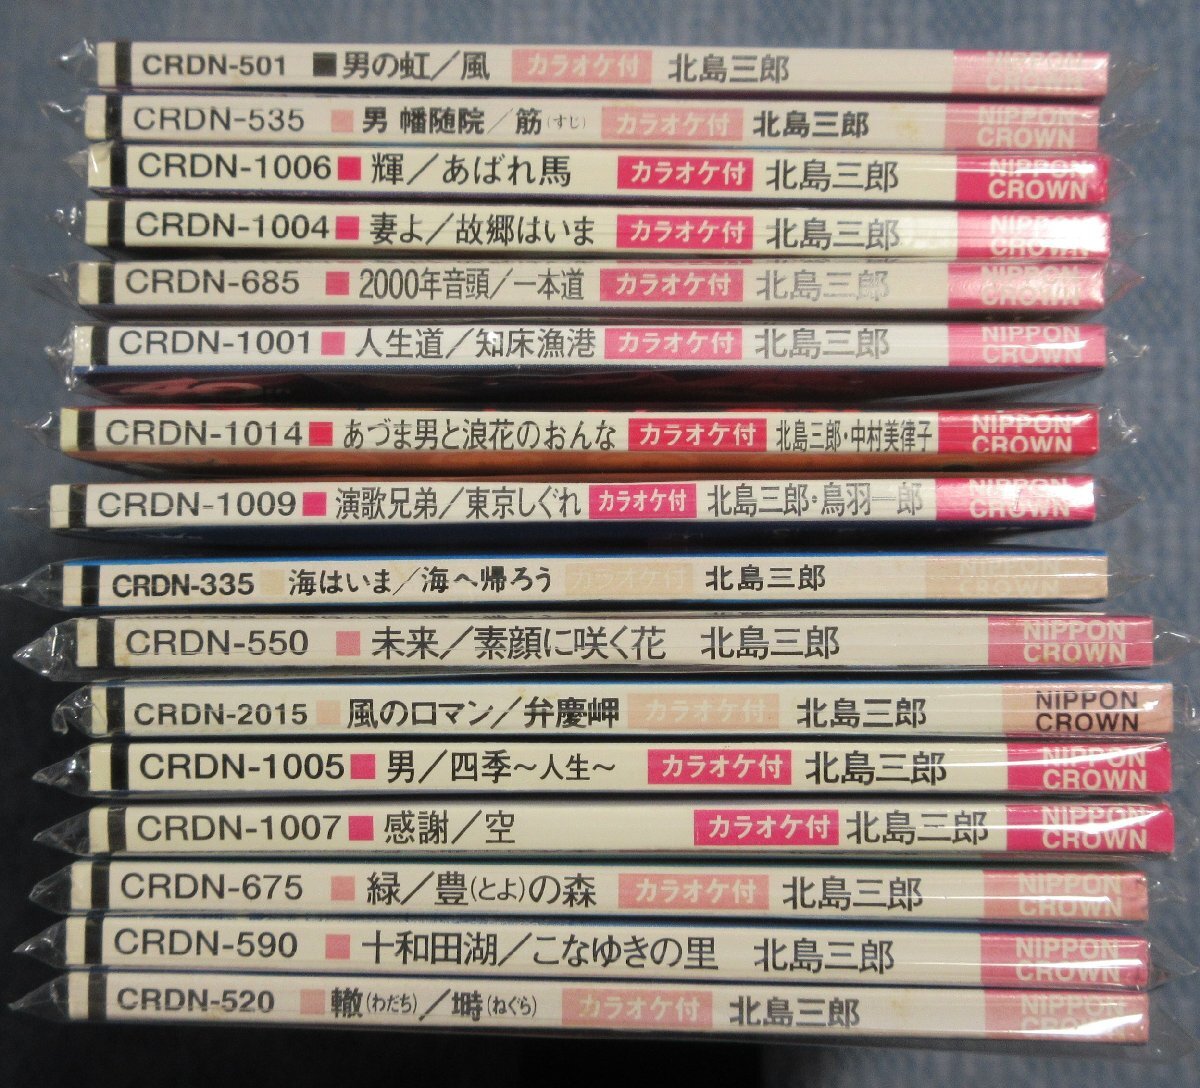 CRDN-501 ■男の虹／風 カラオケ付 北島三郎 NIPPON CROWN
CRDN-535 ■男 幡随院／筋(すじ) カラオケ付 北島三郎 NIPPON CROWN
CRDN-1006■輝／あばれ馬 カラオケ付 北島三郎 NIPPON CROWN
CRDN-1004■妻よ／故郷はいま カラオケ付 北島三郎 NIPPON CROWN
CRDN-685 ■2000年音頭／一本道 カラオケ付 北島三郎 NIPPON CROWN
CRDN-1001■人生道／知床漁港 カラオケ付 北島三郎 NIPPON CROWN
CRDN-1014■あづま男と浪花のおんな カラオケ付 北島三郎・中村美律子 NIPPON CROWN
CRDN-1009■演歌兄弟／東京しぐれ カラオケ付 北島三郎・鳥羽一郎 NIPPON CROWN
CRDN-335 ■海はいま／海へ帰ろう カラオケ付 北島三郎 NIPPON CROWN
CRDN-550 ■未来／素顔に咲く花 北島三郎 NIPPON CROWN
CRDN-2015■風のロマン／弁慶岬 カラオケ付 北島三郎 NIPPON CROWN
CRDN-1005■男／四季～人生～ カラオケ付 北島三郎 NIPPON CROWN
CRDN-1007■感謝／空 カラオケ付 北島三郎 NIPPON CROWN
CRDN-675 ■緑／豊(とよ)の森 カラオケ付 北島三郎 NIPPON CROWN
CRDN-590 ■十和田湖／こなゆきの里 北島三郎 NIPPON CROWN
CRDN-520 ■轍(わだち)／塒(ねぐら) カラオケ付 北島三郎 NIPPON CROWN